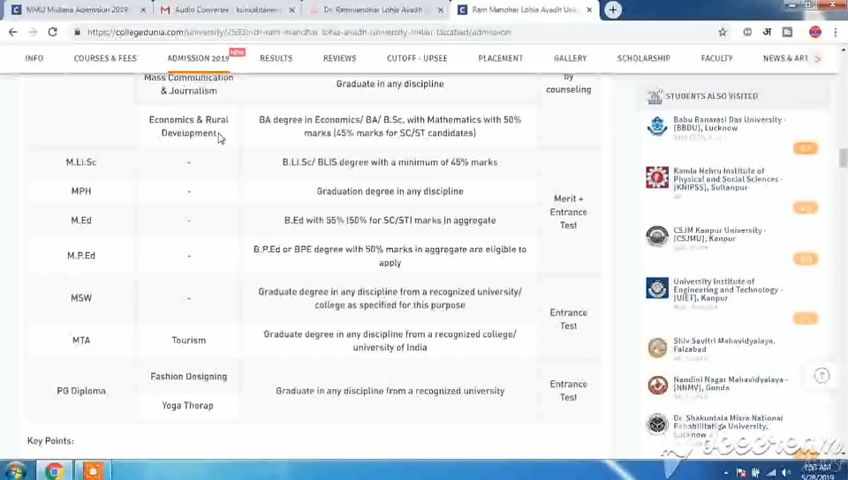 MMU Mullana Admission 2019
Audio Converter -
Dr. Rammanohar Lohia Avadh
Ram Manohar Lohia Avadh Uni
INFO
COURSES & FEES
ADMISSION 2019
NEW
RESULTS
REVIEWS
CUTOFF - UPSEE
PLACEMENT
GALLERY
SCHOLARSHIP
FACULTY
NEWS & ART
Mass Communication
& Journalism
Graduate in any discipline
by
counseling
Economics & Rural
Development
BA degree in Economics/ BA/ B.Sc. with Mathematics with 50%
marks (45% marks for SC/ST candidates)
M.Li.Sc
-
B.Li.Sc/ BLIS degree with a minimum of 45% marks
MPH
-
Graduation degree in any discipline
M.Ed
-
B.Ed with 55% (50% for SC/STI marks) in aggregate
M.P.Ed
-
B.P.Ed or BPE degree with 50% marks in aggregate are eligible to
apply
Merit +
Entrance
Test
MSW
-
Graduate degree in any discipline from a recognized university/
college as specified for this purpose
MTA
Tourism
Graduate degree in any discipline from a recognized college/
university of India
Entrance
Test
PG Diploma
Fashion Designing
Yoga Therap
Graduate in any discipline from a recognized university
Entrance
Test
Key Points:
STUDENTS ALSO VISITED
Babu Banarasi Das University -
[BBDU], Lucknow
Kamla Nehru Institute of
Physical and Social Sciences -
[KNIPSS], Sultanpur
CSJM Kanpur University -
[CSJMU], Kanpur
University Institute of
Engineering and Technology -
[UIET], Kanpur
Shiv Savitri Mahavidyalaya,
Faizabad
Nandini Nagar Mahavidyalaya -
[NNMV], Gonda
Dr. Shakuntala Misra National
Rehabilitation University,
Lucknow
7:53 AM
5/28/2019